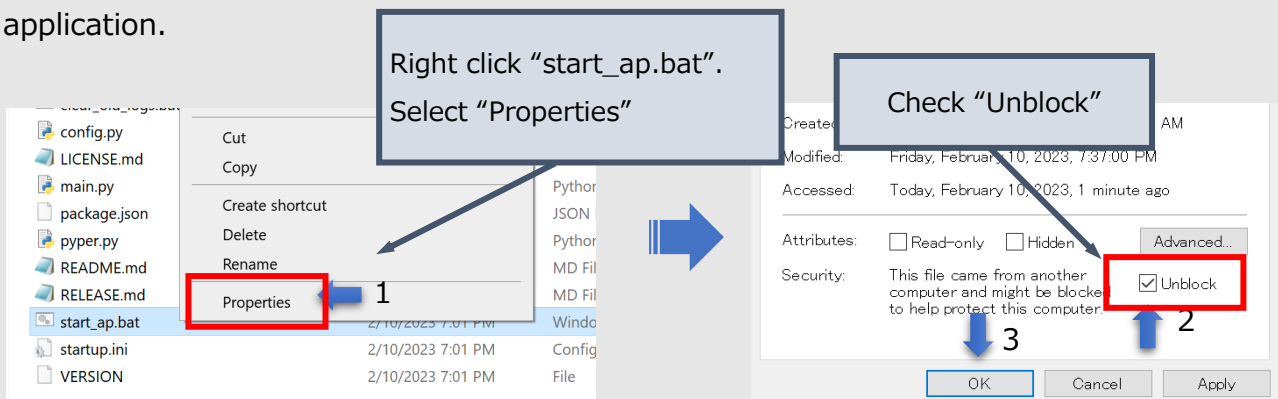 application.
Right click “start_ap.bat”.
Select “Properties”
Check “Unblock”
config.py
LICENSE.md
main.py
package.json
pyper.py
README.md
RELEASE.md
start_ap.bat
startup.ini
VERSION
Cut
Copy
Create shortcut
Delete
Rename
Properties
1
Python
JSON
Python
MD Fil
MD Fil
2/10/2023 7:01 PM Windo
2/10/2023 7:01 PM Config
2/10/2023 7:01 PM File
Created AM
Modified: Friday, February 10, 2023, 7:37:00 PM
Accessed: Today, February 10, 2023, 1 minute ago
Attributes: Read-only Hidden Advanced...
Security: This file came from another
computer and might be blocked
to help protect this computer.
Unblock
2
3
OK Cancel Apply